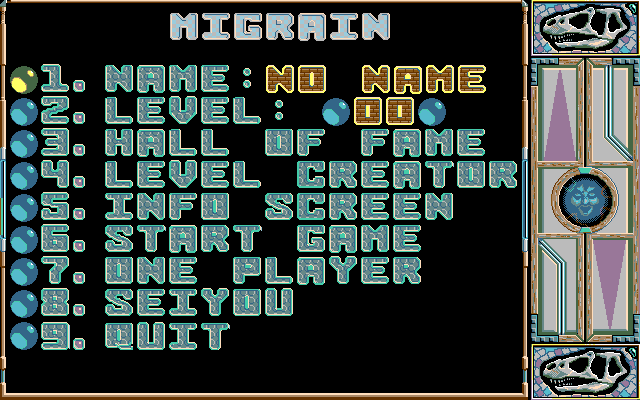 MIGRAIN
1. NAME: NO NAME
2. LEVEL: 00
3. HALL OF FAME
4. LEVEL CREATOR
5. INFO SCREEN
6. START GAME
7. ONE PLAYER
8. SEIYOU
9. QUIT